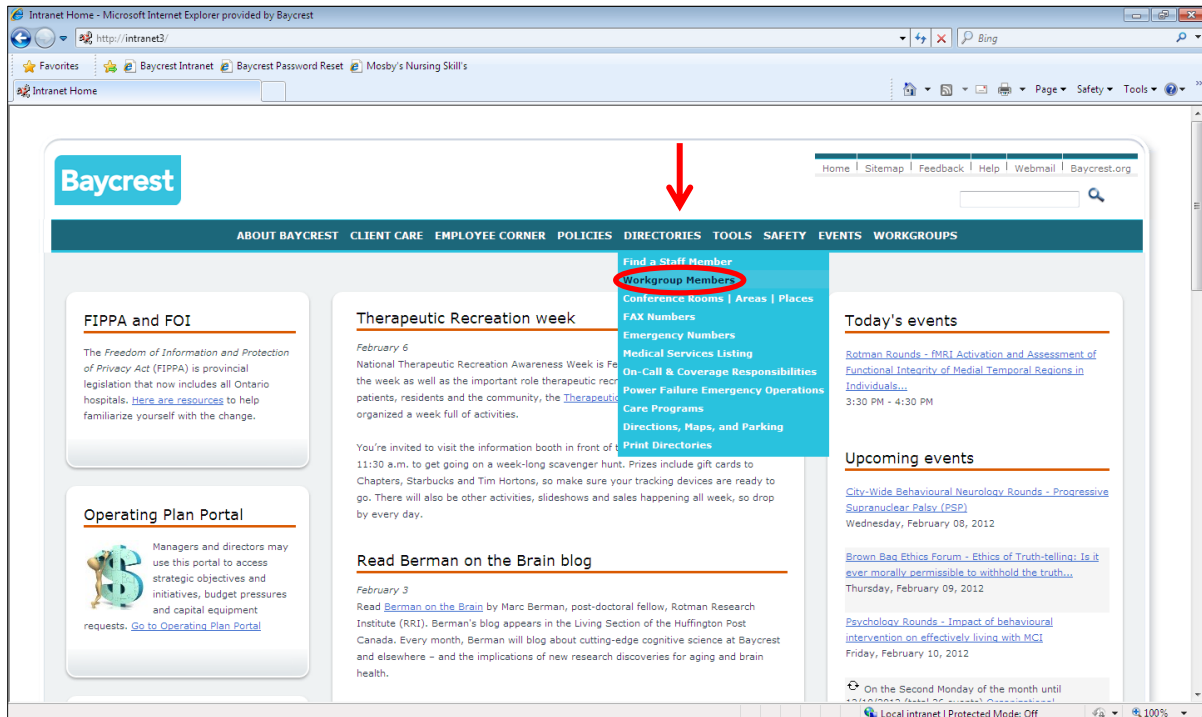 Intranet Home - Microsoft Internet Explorer provided by Baycrest
http://intranet3/
Bing
Favorites
Baycrest Intranet
Baycrest Password Reset
Mosby's Nursing Skill's
Intranet Home
Page
Safety
Tools
Baycrest
Home | Sitemap | Feedback | Help | Webmail | Baycrest.org
ABOUT BAYCREST CLIENT CARE EMPLOYEE CORNER POLICIES DIRECTORIES TOOLS SAFETY EVENTS WORKGROUPS
Find a Staff Member
Workgroup Members
Conference Rooms | Areas | Places
FAX Numbers
Emergency Numbers
Medical Services Listing
On-Call & Coverage Responsibilities
Power Failure Emergency Operations
Care Programs
Directions, Maps, and Parking
Print Directories
FIPPA and FOI
The Freedom of Information and Protection
of Privacy Act (FIPPA) is provincial
legislation that now includes all Ontario
hospitals. Here are resources to help
familiarize yourself with the change.
Operating Plan Portal
Managers and directors may
use this portal to access
strategic objectives and
initiatives, budget pressures
and capital equipment
requests. Go to Operating Plan Portal
Therapeutic Recreation week
February 6
National Therapeutic Recreation Awareness Week is Fe
the week as well as the important role therapeutic recr
patients, residents and the community, the Therapeutic
organized a week full of activities.
You're invited to visit the information booth in front of t
11:30 a.m. to get going on a week-long scavenger hunt. Prizes include gift cards to
Chapters, Starbucks and Tim Hortons, so make sure your tracking devices are ready to
go. There will also be other activities, slideshows and sales happening all week, so drop
by every day.
Read Berman on the Brain blog
February 3
Read Berman on the Brain by Marc Berman, post-doctoral fellow, Rotman Research
Institute (RRI). Berman's blog appears in the Living Section of the Huffington Post
Canada. Every month, Berman will blog about cutting-edge cognitive science at Baycrest
and elsewhere – and the implications of new research discoveries for aging and brain
health.
Today's events
Rotman Rounds - fMRI Activation and Assessment of
Functional Integrity of Medial Temporal Regions in
Individuals...
3:30 PM - 4:30 PM
Upcoming events
City-Wide Behavioural Neurology Rounds - Progressive
Supranuclear Palsy (PSP)
Wednesday, February 08, 2012
Brown Bag Ethics Forum - Ethics of Truth-telling: Is it
ever morally permissible to withhold the truth...
Thursday, February 09, 2012
Psychology Rounds - Impact of behavioural
intervention on effectively living with MCI
Friday, February 10, 2012
On the Second Monday of the month until
Local intranet | Protected Mode: Off
100%